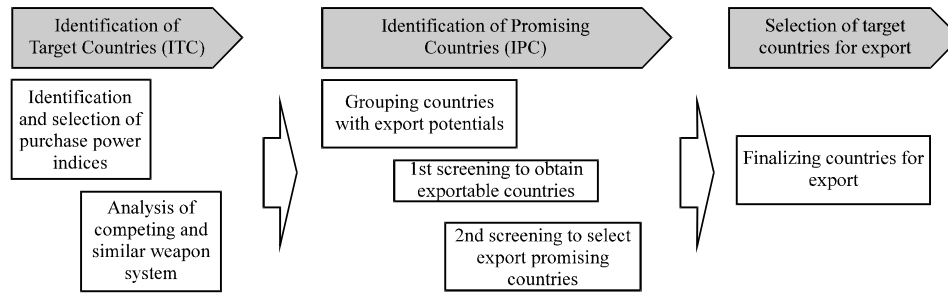 Identification of
Target Countries (ITC)
Identification of Promising
Countries (IPC)
Selection of target
countries for export
Identification
and selection of
purchase power
indices
Analysis of
competing and
similar weapon
system
Grouping countries
with export potentials
1st screening to obtain
exportable countries
2nd screening to select
export promising
countries
Finalizing countries for
export